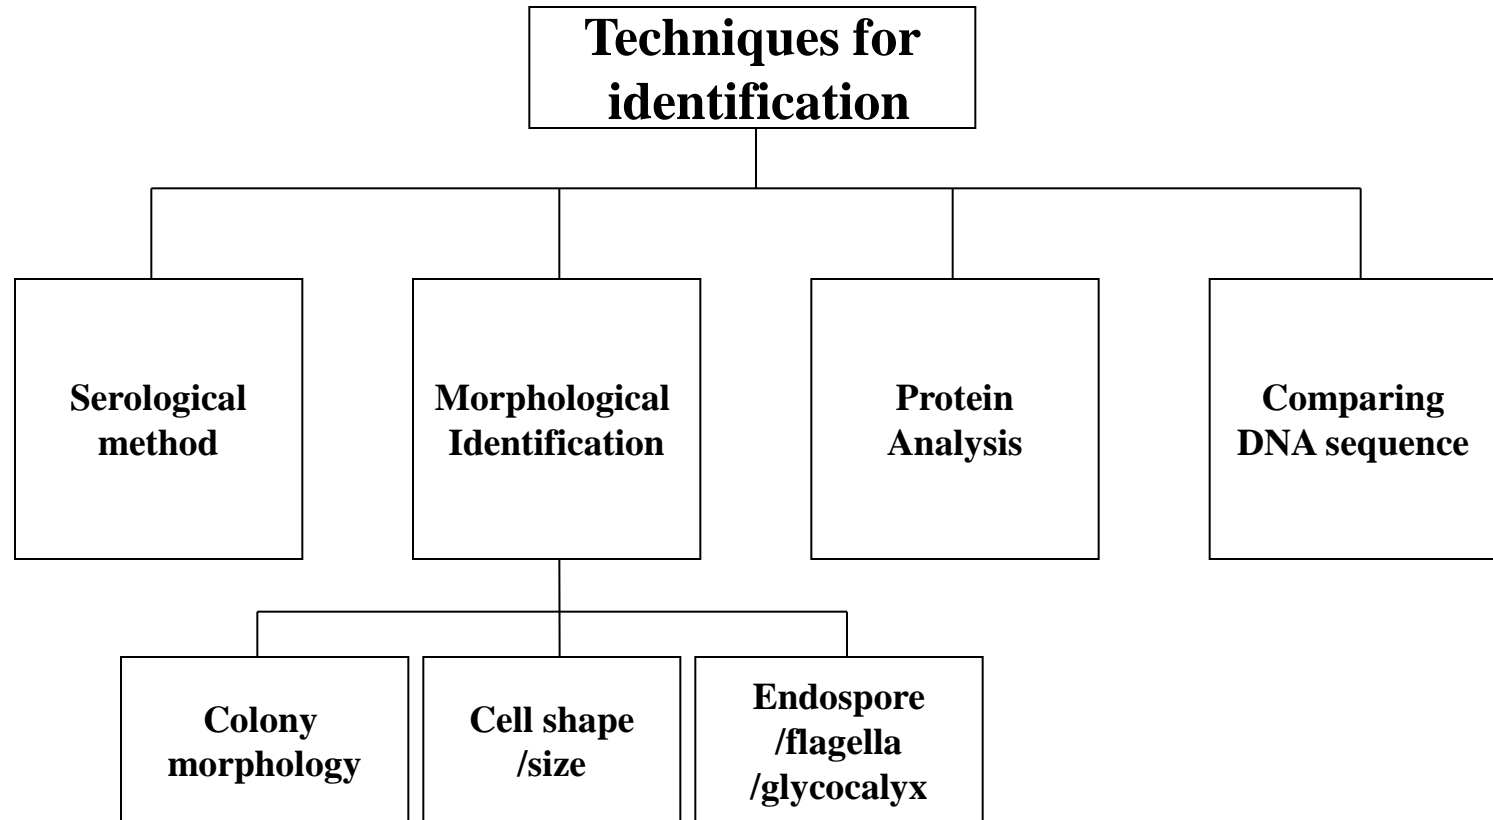 Techniques for
identification
Serological
method
Morphological
Identification
Protein
Analysis
Comparing
DNA sequence
Colony
morphology
Cell shape
/size
Endospore
/flagella
/glycocalyx